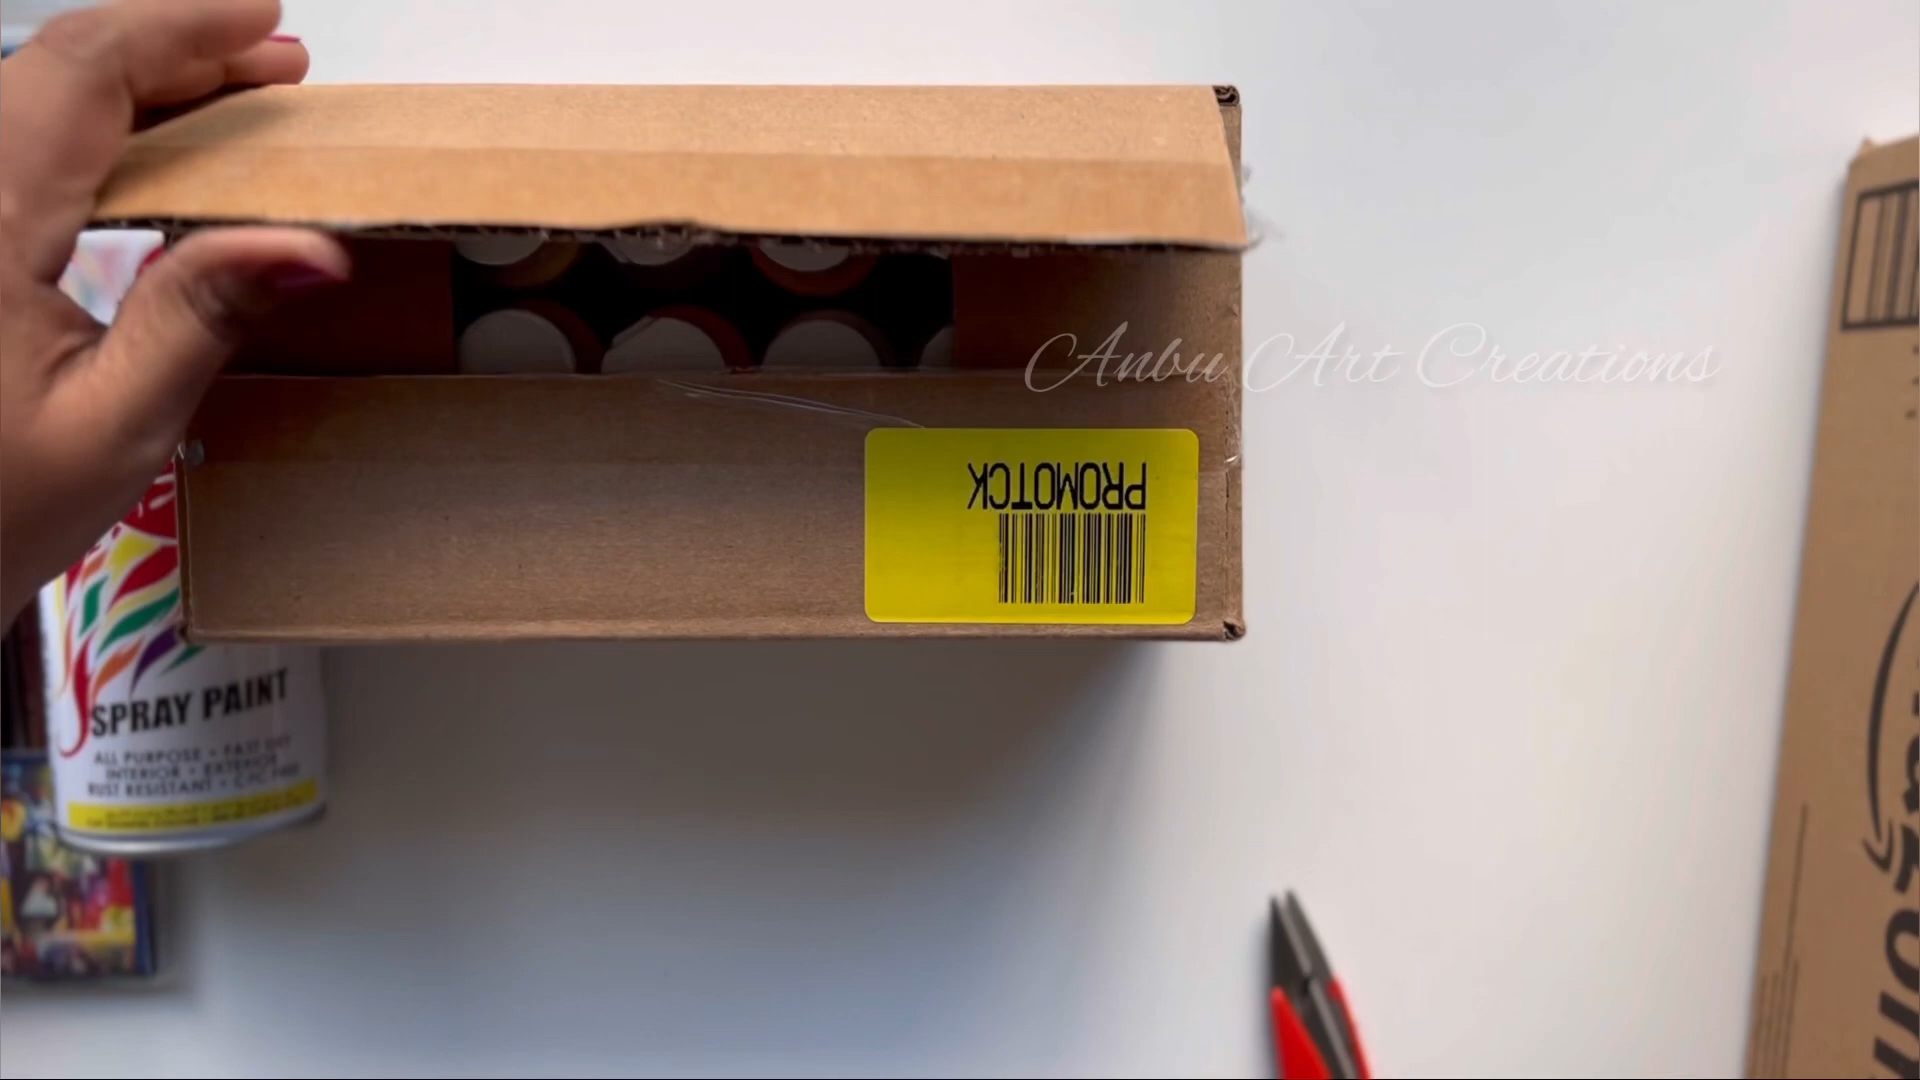 Anbu Art Creations
PROMOTCK
SPRAY PAINT
ALL PURPOSE • FAST DRY
INTERIOR • EXTERIOR
RUST RESISTANT • CFC FREE